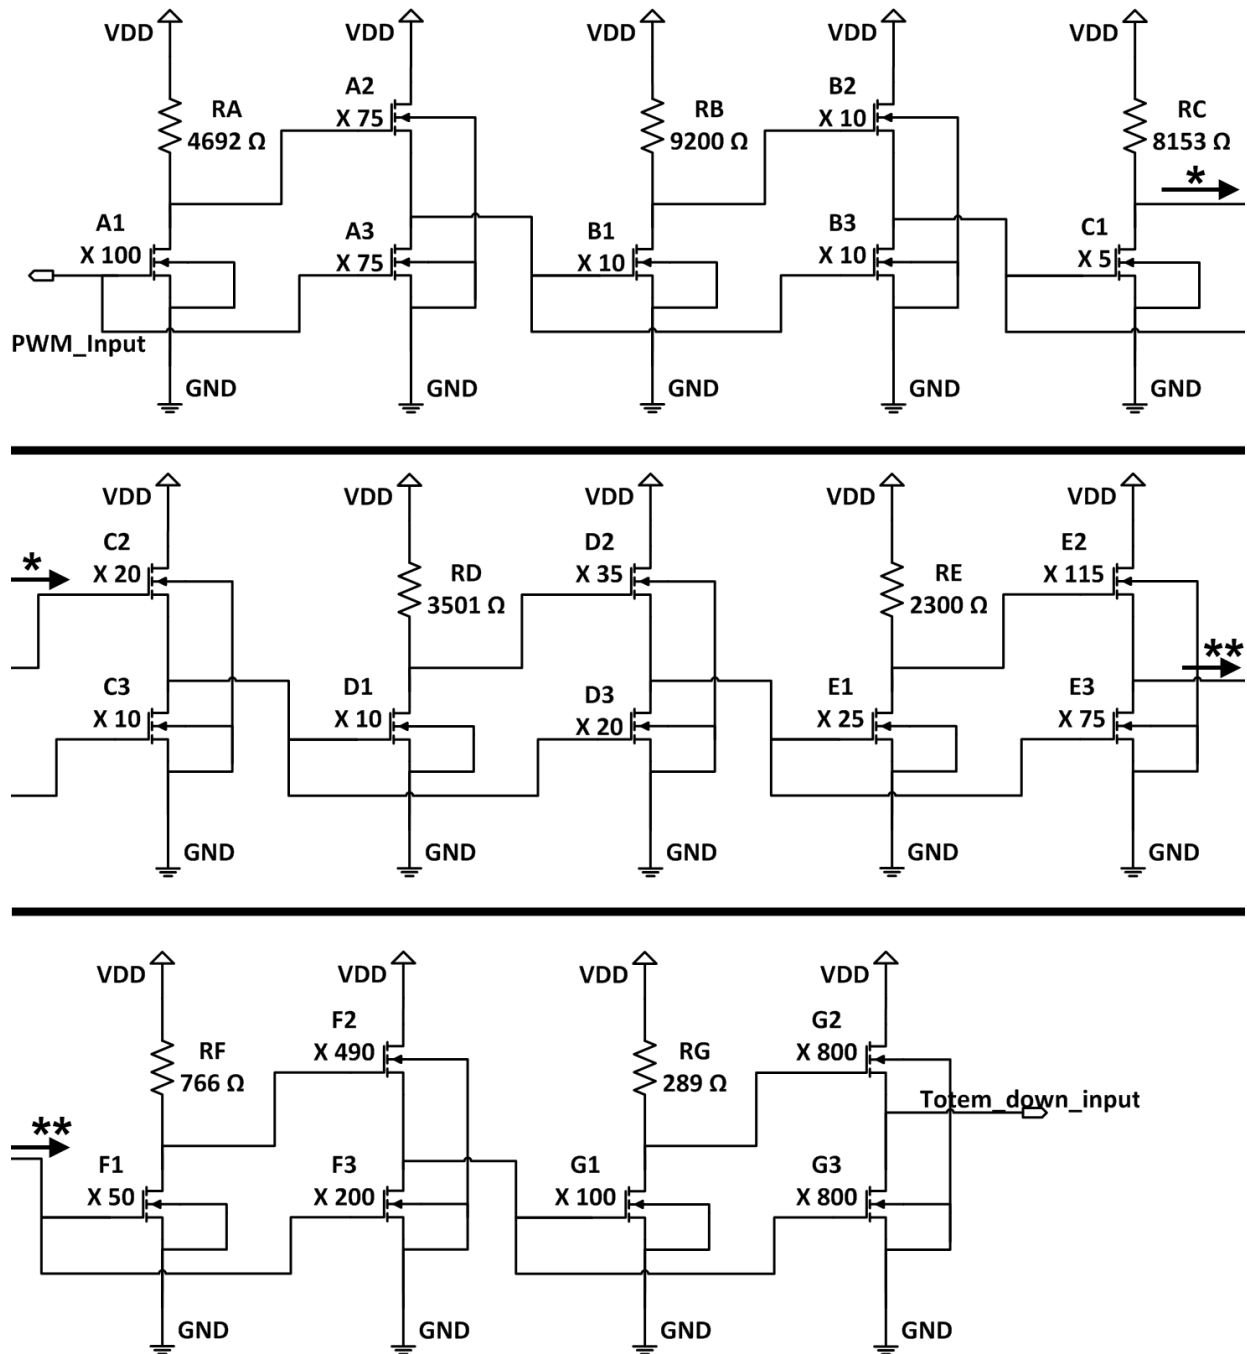 VDD
VDD
VDD
VDD
VDD
A2
X 75
B2
X 10
RA
4692 Ω
RB
9200 Ω
RC
8153 Ω
*
A1
X 100
A3
X 75
B1
X 10
B3
X 10
C1
X 5
PWM_Input
GND
GND
GND
GND
GND
VDD
VDD
VDD
VDD
VDD
*
C2
X 20
RD
3501 Ω
D2
X 35
RE
2300 Ω
E2
X 115
**
C3
X 10
D1
X 10
D3
X 20
E1
X 25
E3
X 75
GND
GND
GND
GND
GND
VDD
VDD
VDD
VDD
RF
766 Ω
F2
X 490
RG
289 Ω
G2
X 800
Totem_down_input
**
F1
X 50
F3
X 200
G1
X 100
G3
X 800
GND
GND
GND
GND